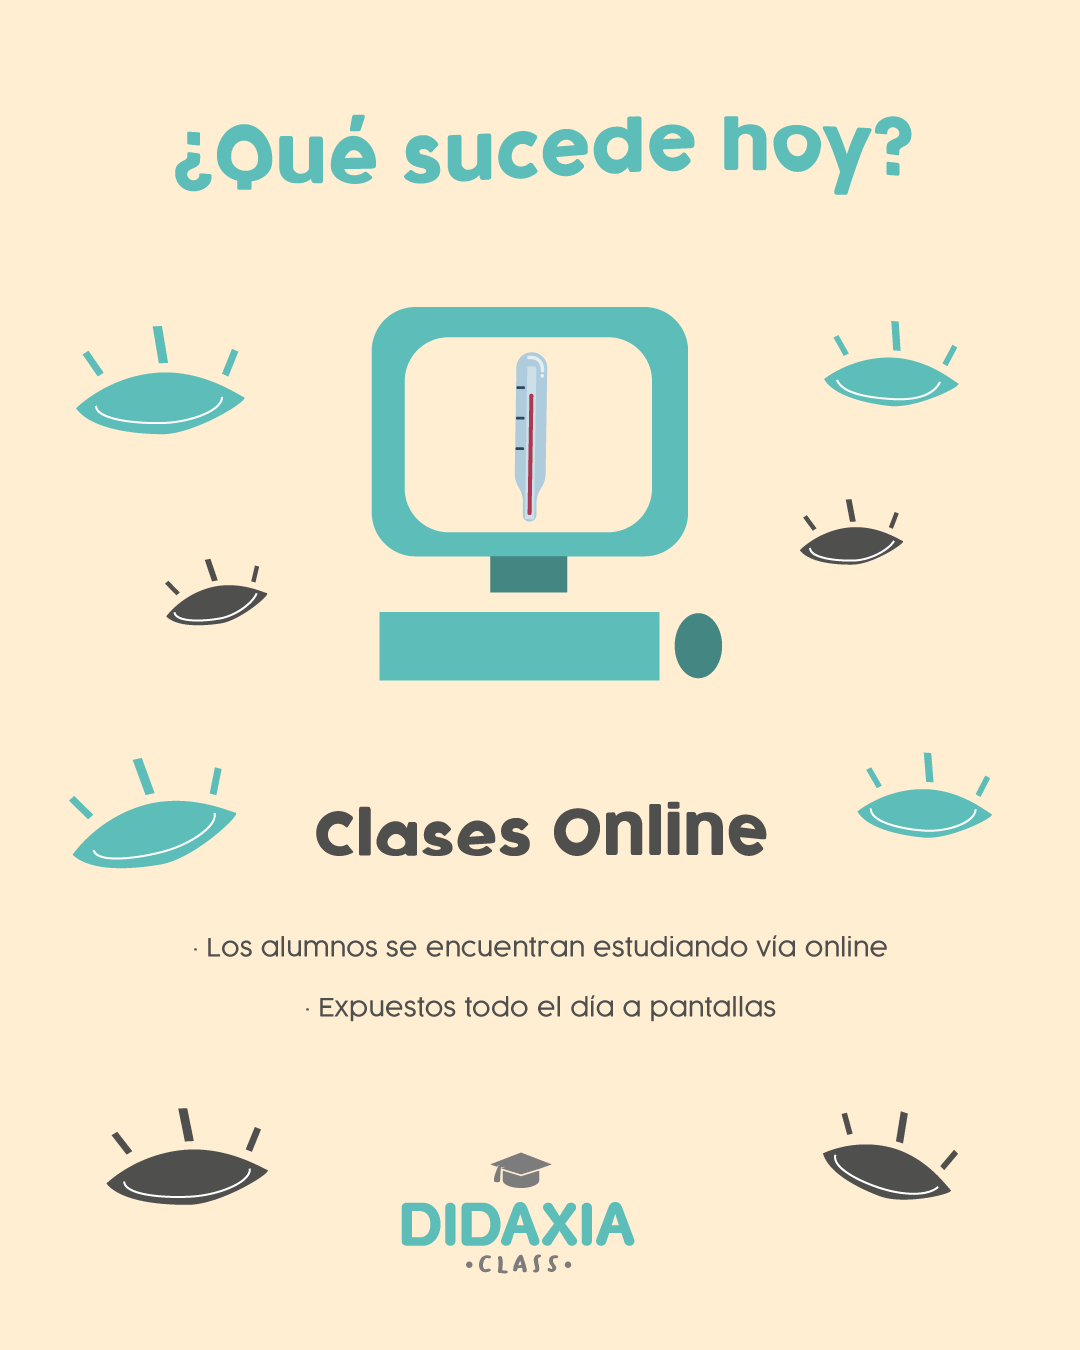 ¿Qué sucede hoy?
Clases Online
· Los alumnos se encuentran estudiando vía online
· Expuestos todo el día a pantallas
DIDAXIA
•CLASS•